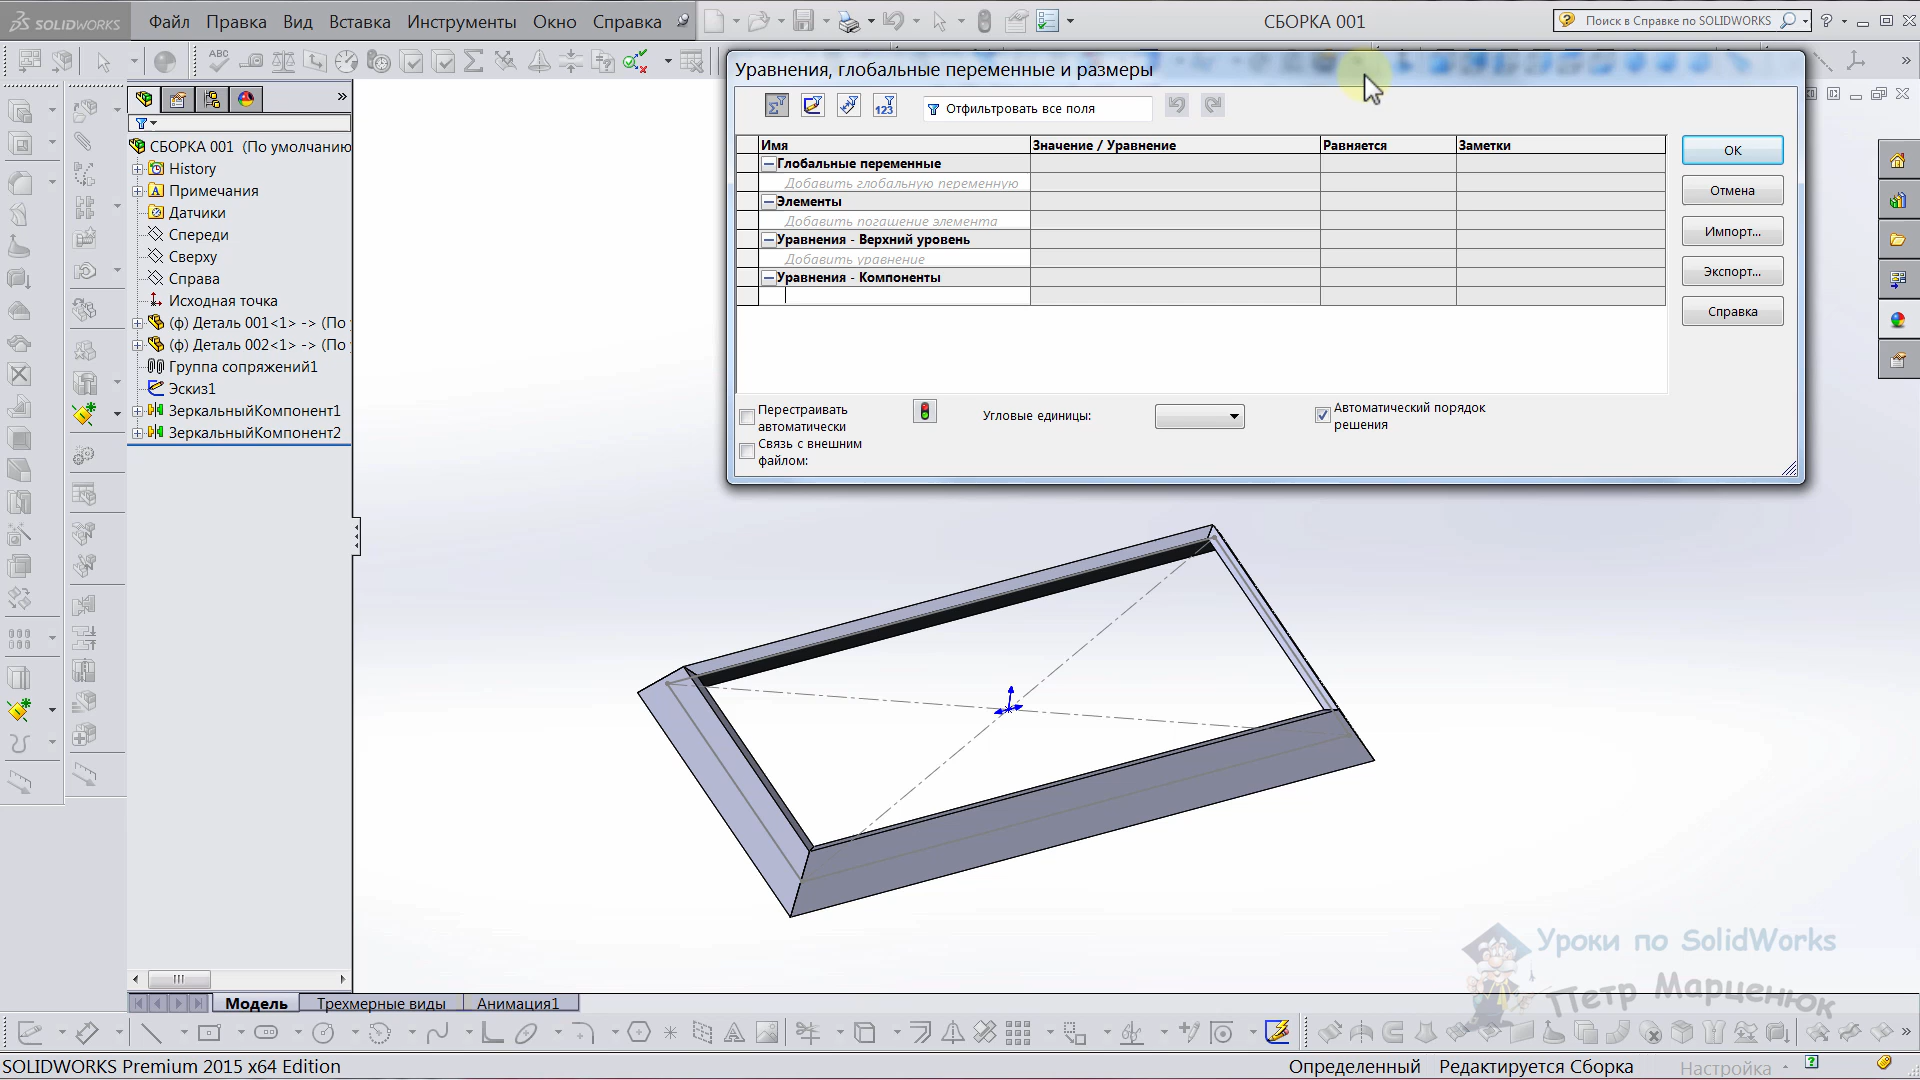 SOLIDWORKS Файл Правка Вид Вставка Инструменты Окно Справка СБОРКА 001 Поиск в Справке по SOLIDWORKS
Уравнения, глобальные переменные и размеры
Отфильтровать все поля
Имя Значение / Уравнение Равняется Заметки
Глобальные переменные
Добавить глобальную переменную
Элементы
Добавить погашение элемента
Уравнения - Верхний уровень
Добавить уравнение
Уравнения - Компоненты
OK
Отмена
Импорт...
Экспорт...
Справка
Перестраивать автоматически
Связь с внешним файлом:
Угловые единицы:
Автоматический порядок решения
СБОРКА 001 (По умолчанию
History
Примечания
Датчики
Спереди
Сверху
Справа
Исходная точка
(ф) Деталь 001<1> -> (По
(ф) Деталь 002<1> -> (По
Группа сопряжений1
Эскиз1
ЗеркальныйКомпонент1
ЗеркальныйКомпонент2
Уроки по SolidWorks
Петр Марценюк
Модель Трехмерные виды Анимация1
SOLIDWORKS Premium 2015 x64 Edition Определенный Редактируется Сборка Настройка